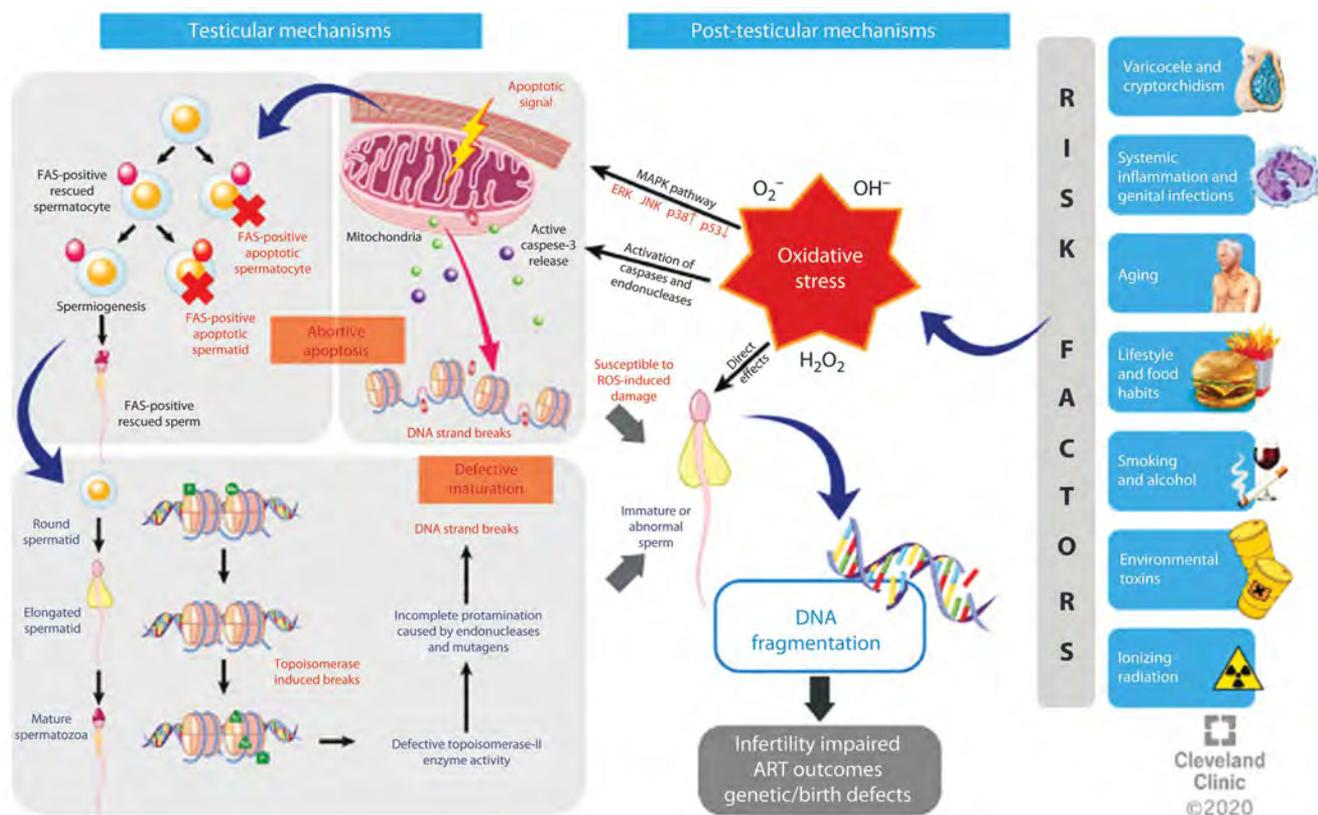 Testicular mechanisms
Post-testicular mechanisms
Apoptotic
signal
FAS-positive
rescued
spermatocyte
FAS-positive
apoptotic
spermatocyte
Spermiogenesis
FAS-positive
apoptotic
spermatid
FAS-positive
rescued sperm
Mitochondria
Active
caspese-3
release
Abortive
apoptosis
DNA strand breaks
MAPK pathway
ERK JNK p38↑ p53↓
Activation of
caspases and
endonucleases
O₂⁻
OH⁻
Oxidative
stress
H₂O₂
Direct
effects
Susceptible to
ROS-induced
damage
Immature or
abnormal
sperm
DNA
fragmentation
Infertility impaired
ART outcomes
genetic/birth defects
Defective
maturation
Round
spermatid
Elongated
spermatid
Mature
spermatozoa
Topoisomerase
induced breaks
DNA strand breaks
Incomplete protamination
caused by endonucleases
and mutagens
Defective topoisomerase-II
enzyme activity
RISK FACTORS
Varicocele and
cryptorchidism
Systemic
inflammation and
genital infections
Aging
Lifestyle
and food
habits
Smoking
and alcohol
Environmental
toxins
Ionizing
radiation
Cleveland
Clinic
©2020